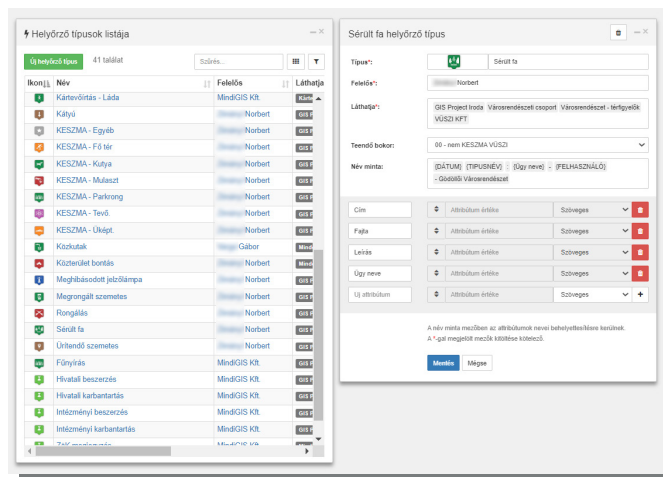 Helyőrző típusok listája
Új helyőrző típus
41 találat
Szűrés...
Ikon Név Felelős Láthatja
Kártevőirtás - Láda MindiGIS Kft.
Kátyú Norbert
KESZMA - Egyéb Norbert
KESZMA - Fő tér Norbert
KESZMA - Kutya Norbert
KESZMA - Mulaszt Norbert
KESZMA - Parkrong Norbert
KESZMA - Tevő. Norbert
KESZMA - Üképt. Norbert
Közkutak Gábor
Közterület bontás Norbert
Meghibásodott jelzőlámpa Norbert
Megrongált szemetes Norbert
Rongálás Norbert
Sérült fa Norbert
Ürítendő szemetes Norbert
Fűnyírás MindiGIS Kft.
Hivatali beszerzés MindiGIS Kft.
Hivatali karbantartás MindiGIS Kft.
Intézményi beszerzés MindiGIS Kft.
Intézményi karbantartás MindiGIS Kft.
Sérült fa helyőrző típus
Típus*: Sérült fa
Felelős*: Norbert
Láthatja*: GIS Project Iroda Városrendészeti csoport Városrendészet - térfigyelők
VÜSZI KFT
Teendő bokor: 00 - nem KESZMA VÜSZI
Név minta: {DÁTUM} {TIPUSNÉV} : {Ügy neve} - {FELHASZNÁLÓ}
- Gödöllői Városrendészet
Cím Attribútum értéke Szöveges
Fajta Attribútum értéke Szöveges
Leírás Attribútum értéke Szöveges
Ügy neve Attribútum értéke Szöveges
Új attribútum Attribútum értéke Szöveges
A név minta mezőben az attribútumok nevei behelyettesítésre kerülnek.
A *-gal megjelölt mezők kitöltése kötelező.
Mentés Mégse